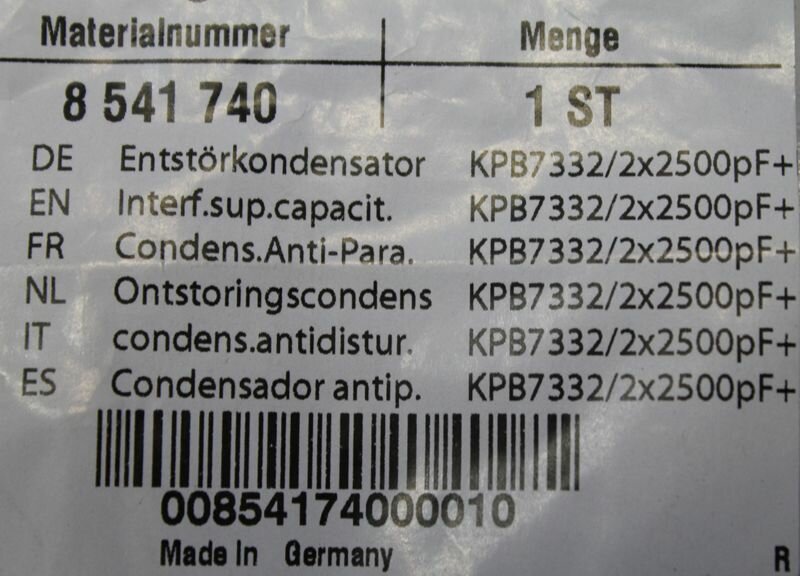 Materialnummer Menge
8 541 740 1 ST
DE Entstörkondensator KPB7332/2x2500pF+
EN Interf.sup.capacit. KPB7332/2x2500pF+
FR Condens.Anti-Para. KPB7332/2x2500pF+
NL Ontstoringscondens KPB7332/2x2500pF+
IT condens.antidistur. KPB7332/2x2500pF+
ES Condensador antip. KPB7332/2x2500pF+
00854174000010
Made In Germany R